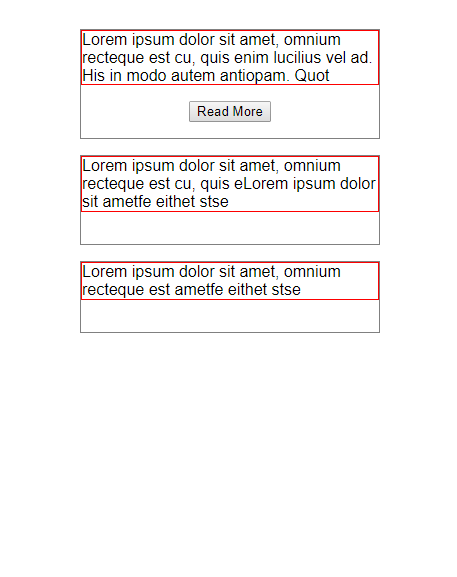 Lorem ipsum dolor sit amet, omnium
recteque est cu, quis enim lucilius vel ad.
His in modo autem antiopam. Quot
Read More
Lorem ipsum dolor sit amet, omnium
recteque est cu, quis eLorem ipsum dolor
sit ametfe eithet stse
Lorem ipsum dolor sit amet, omnium
recteque est ametfe eithet stse